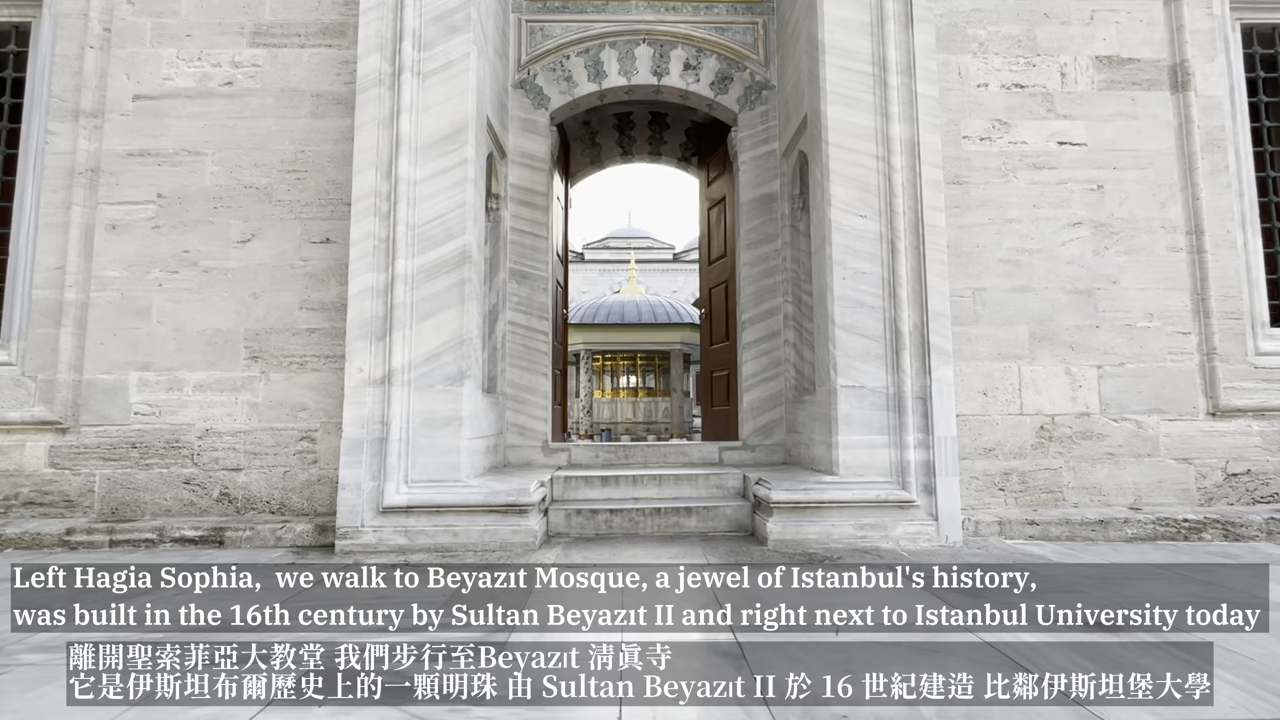 Left Hagia Sophia,  we walk to Beyazıt Mosque, a jewel of Istanbul's history,
was built in the 16th century by Sultan Beyazıt II and right next to Istanbul University today
離開聖索菲亞大教堂 我們步行至Beyazıt 清眞寺
它是伊斯坦布爾歷史上的一顆明珠 由 Sultan Beyazıt II 於 16 世紀建造 比鄰伊斯坦堡大學